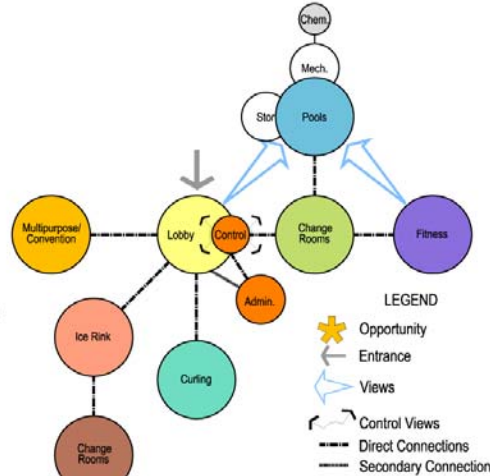 Chem.
Mech.
Stor
Pools
Multipurpose/
Convention
Lobby
Control
Change
Rooms
Fitness
Admin.
Ice Rink
Curling
Change
Rooms
LEGEND
Opportunity
Entrance
Views
Control Views
Direct Connections
Secondary Connection